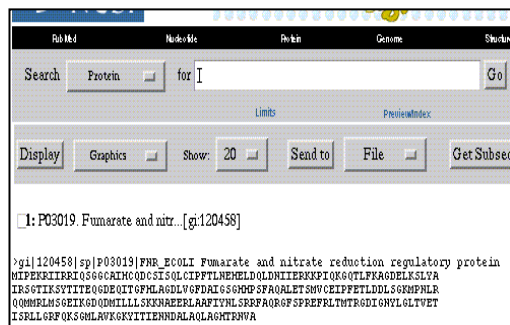 PubMed Nucleotide Protein Genome Structure
Search Protein for Go
Limits Preview/Index
Display Graphics Show: 20 Send to File Get Subsec
1: P03019. Fumarate and nitr...[gi:120458]
>gi|120458|sp|P03019|FNR_ECOLI Fumarate and nitrate reduction regulatory protein
MIPEKRIIRRIQSGGCAIHCQDCSISQLCIPFTLNEHELDQLDNIIERKKPIQKGQTLFKAGDELKSLYA
IRSGTIKSYTITEQGDEQITGFHLAGDLVGFDAIGSGHHPSFAQALETSMVCEIPFETLDDLSGKMPNLR
QQMMRLMSGEIKGDQDMILLLSKKNAEERLAAFIYNLSRRFAQRGFSPREFRLTMTRGDIGNYLGLTVET
ISRLLGRFQKSGMLAVKGKYITIENNDALAQLAGHTRNVA